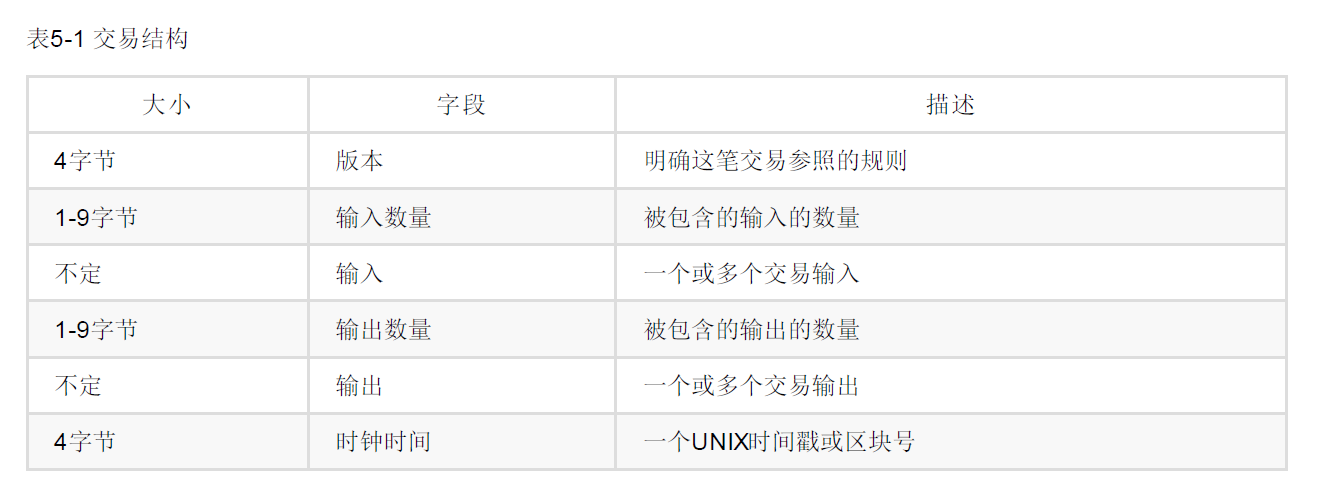 表5-1 交易结构
大小 字段 描述
4字节 版本 明确这笔交易参照的规则
1-9字节 输入数量 被包含的输入的数量
不定 输入 一个或多个交易输入
1-9字节 输出数量 被包含的输出的数量
不定 输出 一个或多个交易输出
4字节 时钟时间 一个UNIX时间戳或区块号